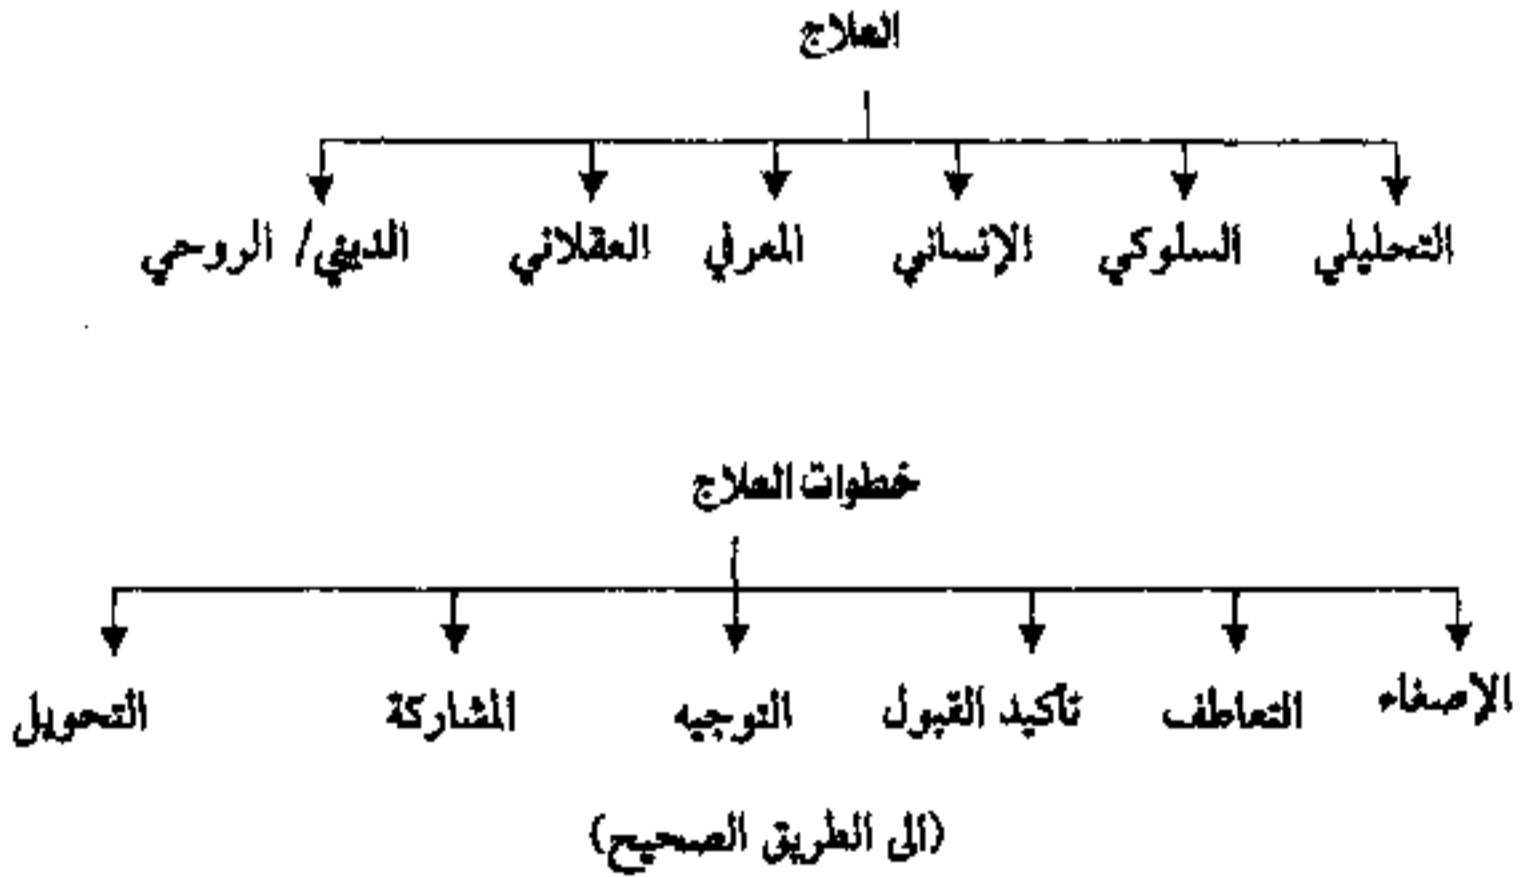 العلاج
التحليلي السلوكي الإنساني المعرفي العقلاني الديني/ الروحي
خطوات العلاج
الإصغاء التعاطف تأكيد القبول التوجيه المشاركة التحويل
(الى الطريق الصحيح)